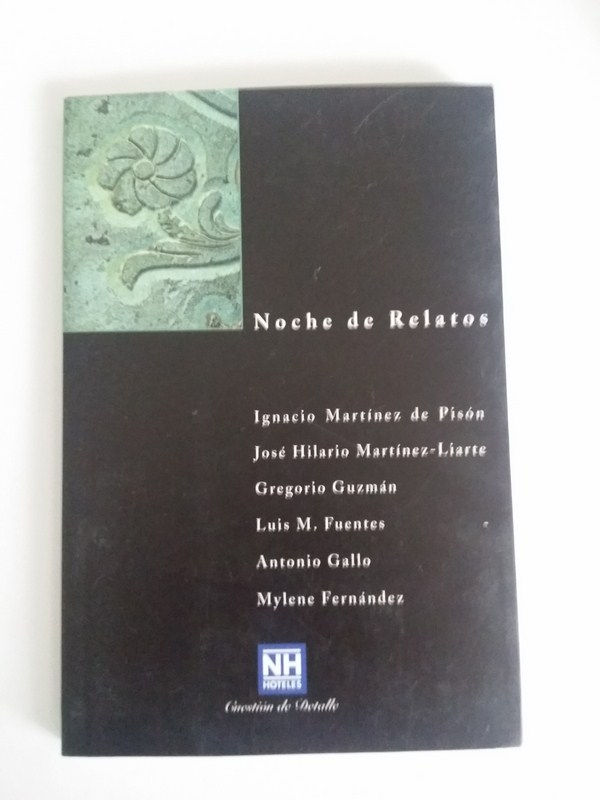 Noche de Relatos
Ignacio Martínez de Pisón
José Hilario Martínez-Liarte
Gregorio Guzmán
Luis M. Fuentes
Antonio Gallo
Mylene Fernández
NH
HOTELES
Cuestión de Detalle